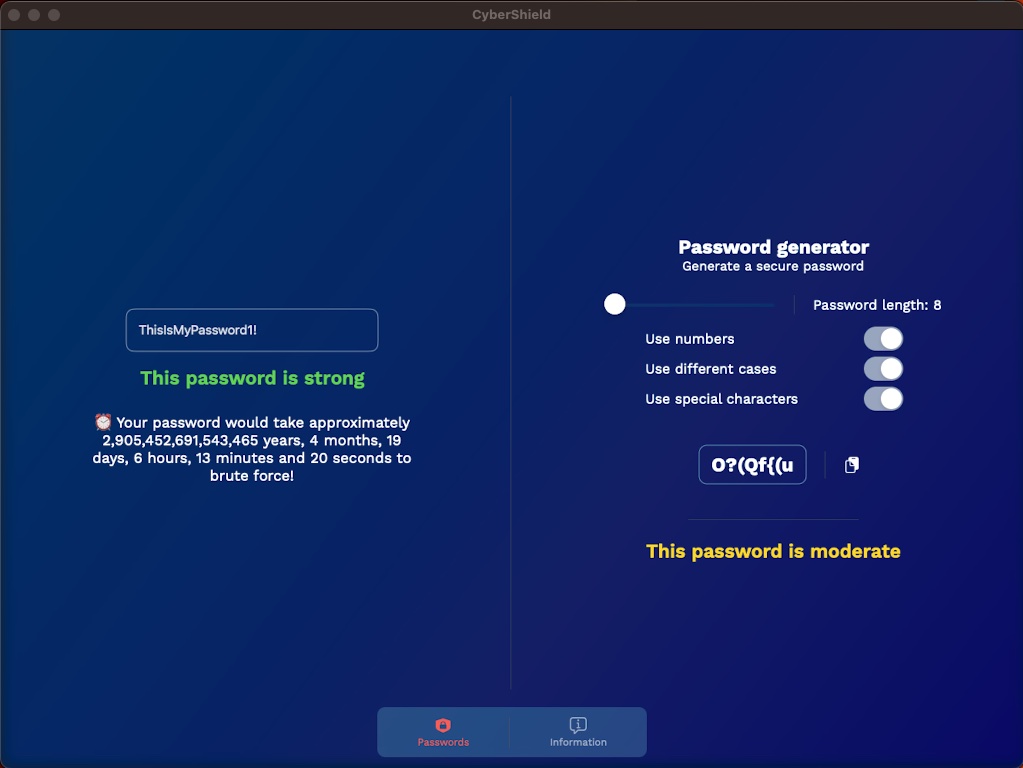 CyberShield
ThisIsMyPassword1!
This password is strong
⏰ Your password would take approximately
2,905,452,691,543,465 years, 4 months, 19
days, 6 hours, 13 minutes and 20 seconds to
brute force!
Password generator
Generate a secure password
Password length: 8
Use numbers
Use different cases
Use special characters
O?(Qf{(u
This password is moderate
Passwords
Information